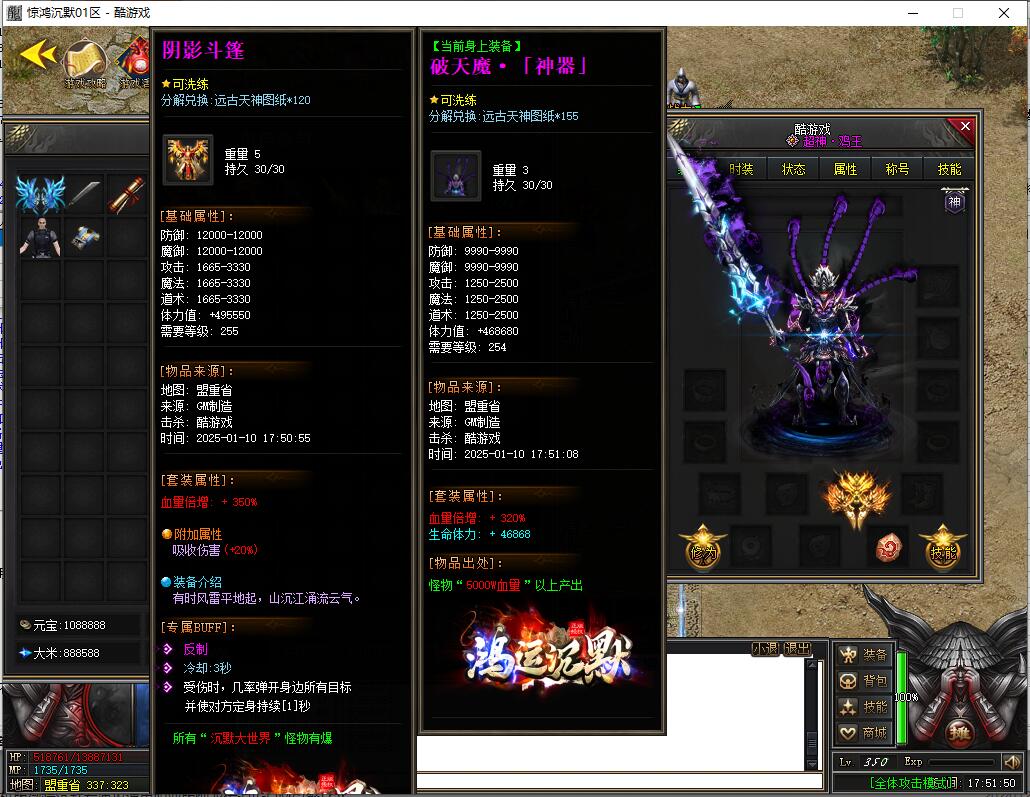 惊鸿沉默01区 - 酷游戏
游戏攻略
阴影斗篷
★可洗练
分解兑换:远古天神图纸*120
重量 5
持久 30/30
[基础属性]:
防御: 12000-12000
魔御: 12000-12000
攻击: 1665-3330
魔法: 1665-3330
道术: 1665-3330
体力值: +495550
需要等级: 255
[物品来源]:
地图: 盟重省
来源: GM制造
击杀: 酷游戏
时间: 2025-01-10 17:50:55
[套装属性]:
血量倍增: + 350%
附加属性
吸收伤害(+20%)
装备介绍
有时风雷平地起，山沉江涌流云气。
[专属BUFF]:
反制
冷却:3秒
受伤时, 几率弹开身边所有目标
并使对方定身持续[1]秒
所有“沉默大世界”怪物有爆
【当前身上装备】
破天魔·「神器」
★可洗练
分解兑换:远古天神图纸*155
重量 3
持久 30/30
[基础属性]:
防御: 9990-9990
魔御: 9990-9990
攻击: 1250-2500
魔法: 1250-2500
道术: 1250-2500
体力值: +468680
需要等级: 254
[物品来源]:
地图: 盟重省
来源: GM制造
击杀: 酷游戏
时间: 2025-01-10 17:51:08
[套装属性]:
血量倍增: + 320%
生命体力: + 46868
[物品出处]:
怪物“5000W血量”以上产出
鸿运沉默
酷游戏
超神·鸡王
时装
状态
属性
称号
技能
神
修为
技能
元宝:1088888
大米:888588
小退
退出
装备
背包
技能
商城
100%
HP: 518761/13887131
MP: 1735/1735
地图: 盟重省 337:323
Lv 350 Exp
[全体攻击模式]
17:51:50